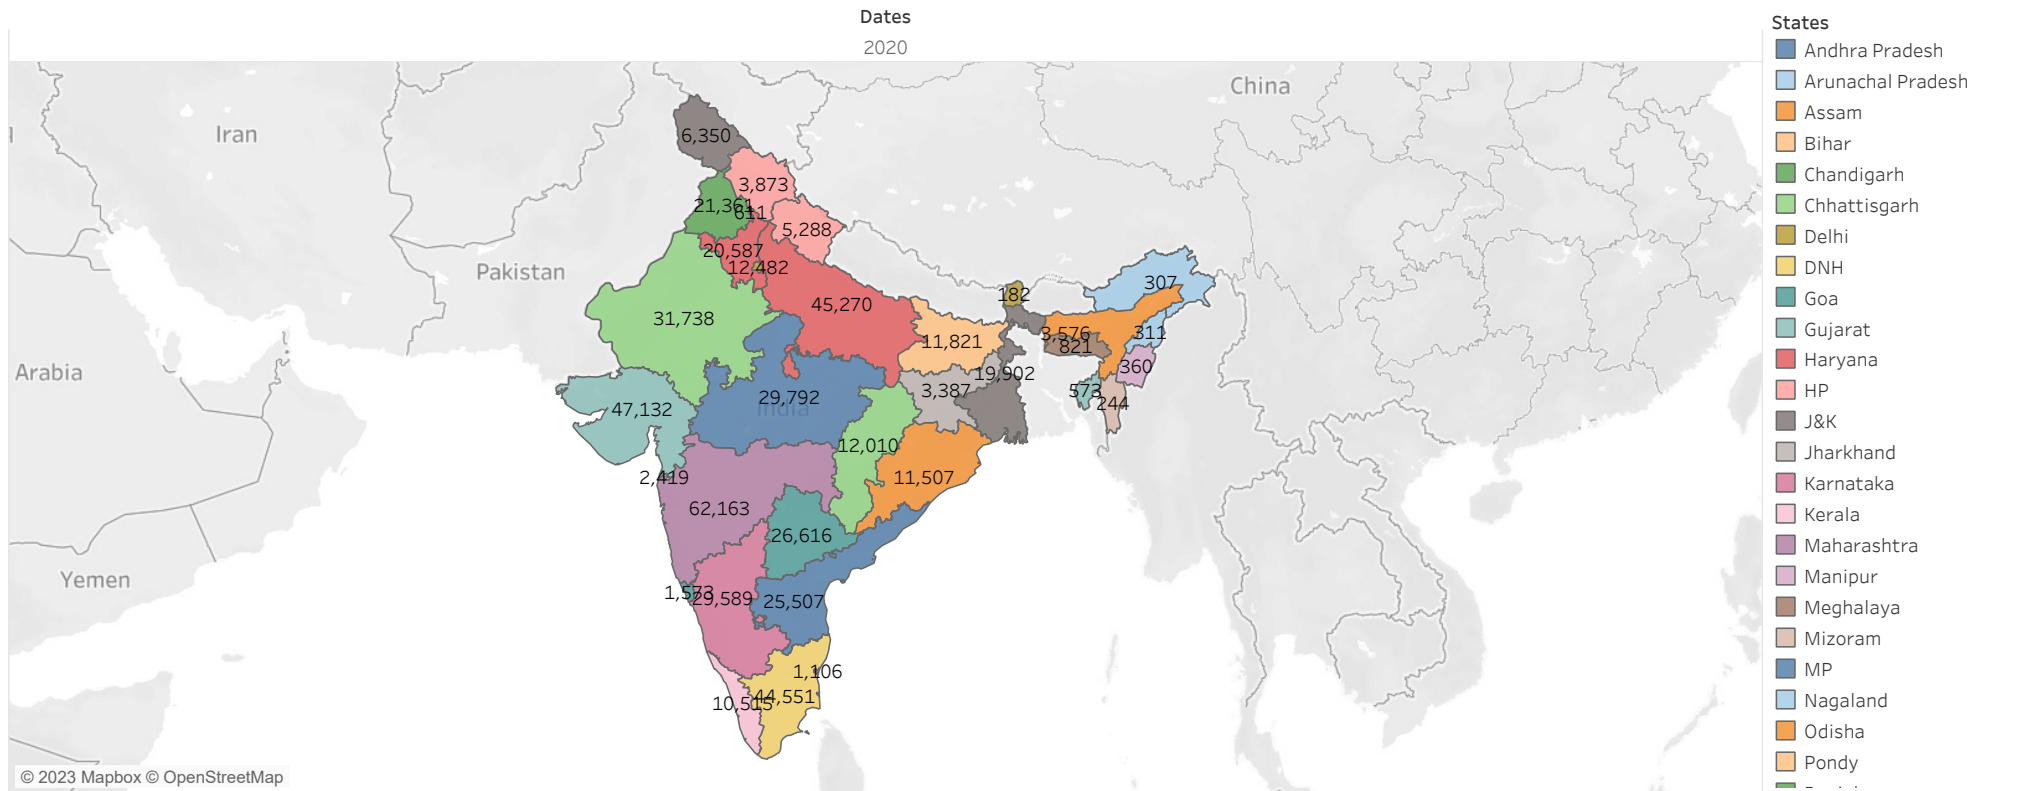 Dates
2020
Iran
China
Pakistan
Arabia
Yemen
India
6,350
3,873
21,361
611
5,288
20,587
12,482
45,270
31,738
182
307
11,821
3,576
311
821
360
19,902
3,387
573
244
29,792
47,132
12,010
2,419
11,507
62,163
26,616
1,573
29,589
25,507
1,106
44,551
10,515
© 2023 Mapbox © OpenStreetMap
States
Andhra Pradesh
Arunachal Pradesh
Assam
Bihar
Chandigarh
Chhattisgarh
Delhi
DNH
Goa
Gujarat
Haryana
HP
J&K
Jharkhand
Karnataka
Kerala
Maharashtra
Manipur
Meghalaya
Mizoram
MP
Nagaland
Odisha
Pondy